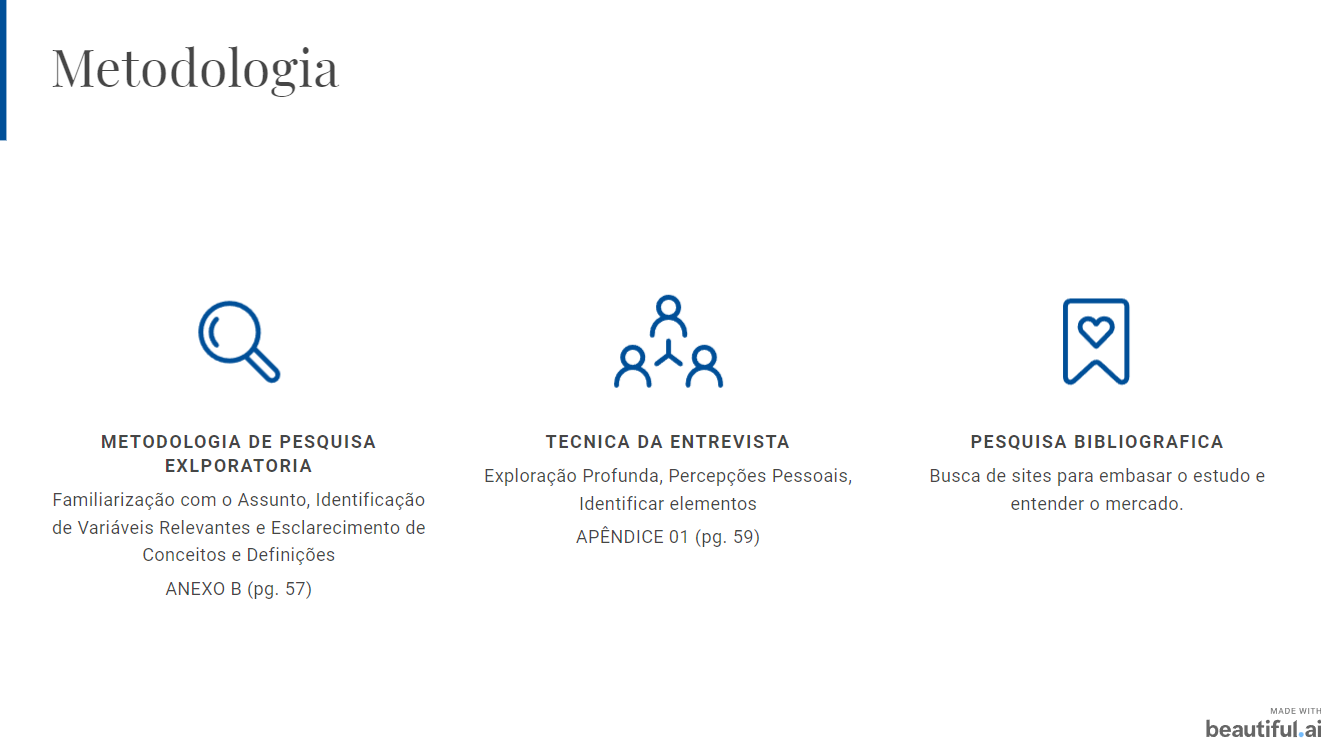 Metodologia
METODOLOGIA DE PESQUISA
EXLPORATORIA
Familiarização com o Assunto, Identificação
de Variáveis Relevantes e Esclarecimento de
Conceitos e Definições
ANEXO B (pg. 57)
TECNICA DA ENTREVISTA
Exploração Profunda, Percepções Pessoais,
Identificar elementos
APÊNDICE 01 (pg. 59)
PESQUISA BIBLIOGRAFICA
Busca de sites para embasar o estudo e
entender o mercado.
MADE WITH
beautiful.ai